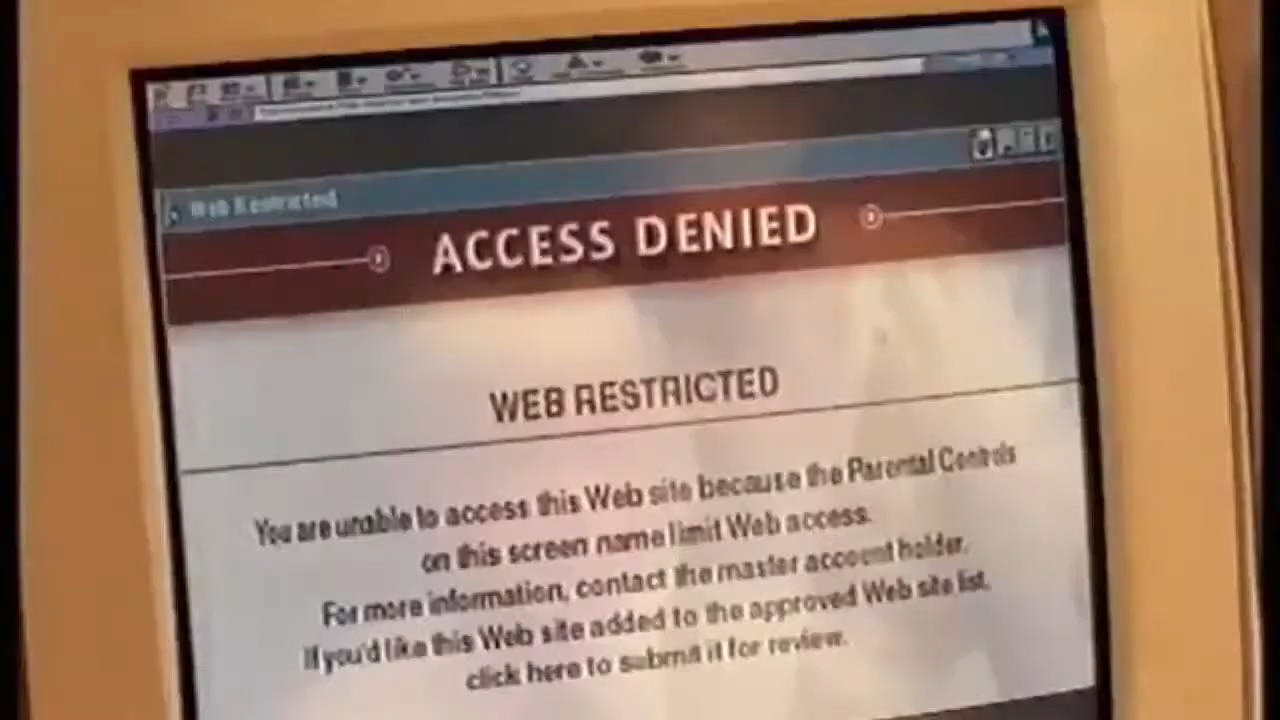 Web Restricted
ACCESS DENIED
WEB RESTRICTED
You are unable to access this Web site because the Parental Controls
on this screen name limit Web access.
For more information, contact the master account holder.
If you'd like this Web site added to the approved Web site list,
click here to submit it for review.